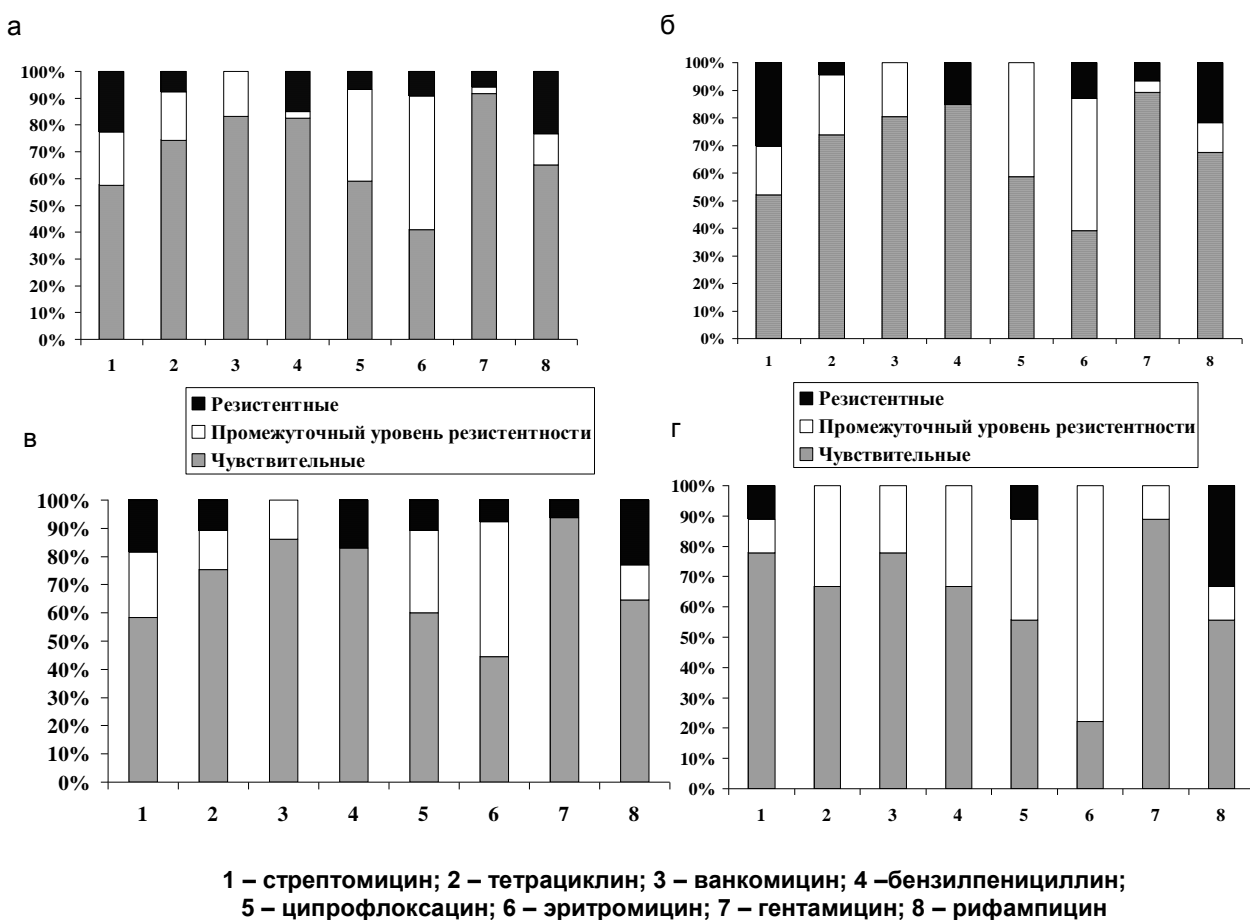 а
100%
90%
80%
70%
60%
50%
40%
30%
20%
10%
0%
1 2 3 4 5 6 7 8
б
100%
90%
80%
70%
60%
50%
40%
30%
20%
10%
0%
1 2 3 4 5 6 7 8
Резистентные
Промежуточный уровень резистентности
Чувствительные
Резистентные
Промежуточный уровень резистентности
Чувствительные
в
100%
90%
80%
70%
60%
50%
40%
30%
20%
10%
0%
1 2 3 4 5 6 7 8
г
100%
90%
80%
70%
60%
50%
40%
30%
20%
10%
0%
1 2 3 4 5 6 7 8
1 – стрептомицин; 2 – тетрациклин; 3 – ванкомицин; 4 –бензилпенициллин;
5 – ципрофлоксацин; 6 – эритромицин; 7 – гентамицин; 8 – рифампицин